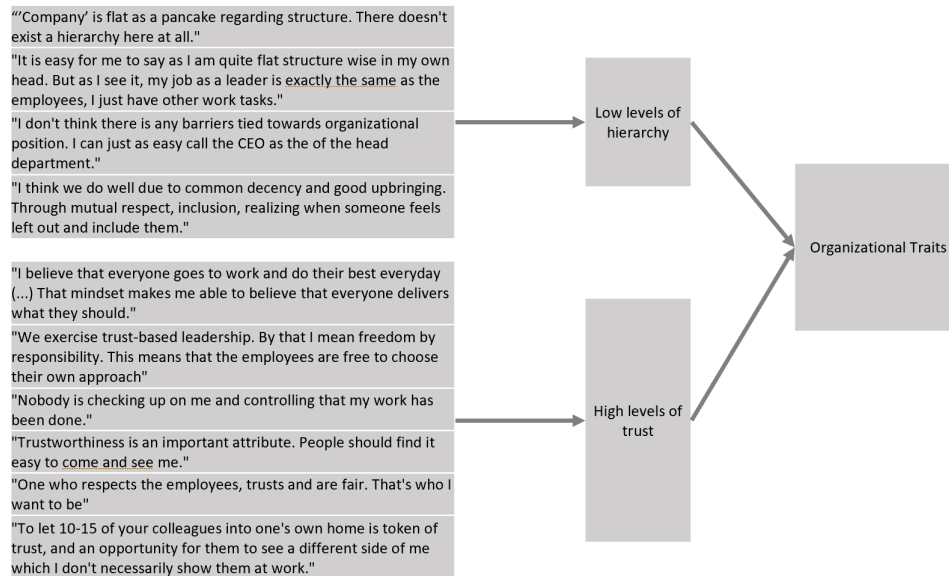 “’Company’ is flat as a pancake regarding structure. There doesn't
exist a hierarchy here at all."
"It is easy for me to say as I am quite flat structure wise in my own
head. But as I see it, my job as a leader is exactly the same as the
employees, I just have other work tasks."
"I don't think there is any barriers tied towards organizational
position. I can just as easy call the CEO as the of the head
department."
"I think we do well due to common decency and good upbringing.
Through mutual respect, inclusion, realizing when someone feels
left out and include them."
Low levels of
hierarchy
Organizational Traits
"I believe that everyone goes to work and do their best everyday
(...) That mindset makes me able to believe that everyone delivers
what they should."
"We exercise trust-based leadership. By that I mean freedom by
responsibility. This means that the employees are free to choose
their own approach"
"Nobody is checking up on me and controlling that my work has
been done."
"Trustworthiness is an important attribute. People should find it
easy to come and see me."
"One who respects the employees, trusts and are fair. That's who I
want to be"
"To let 10-15 of your colleagues into one's own home is token of
trust, and an opportunity for them to see a different side of me
which I don't necessarily show them at work."
High levels of
trust